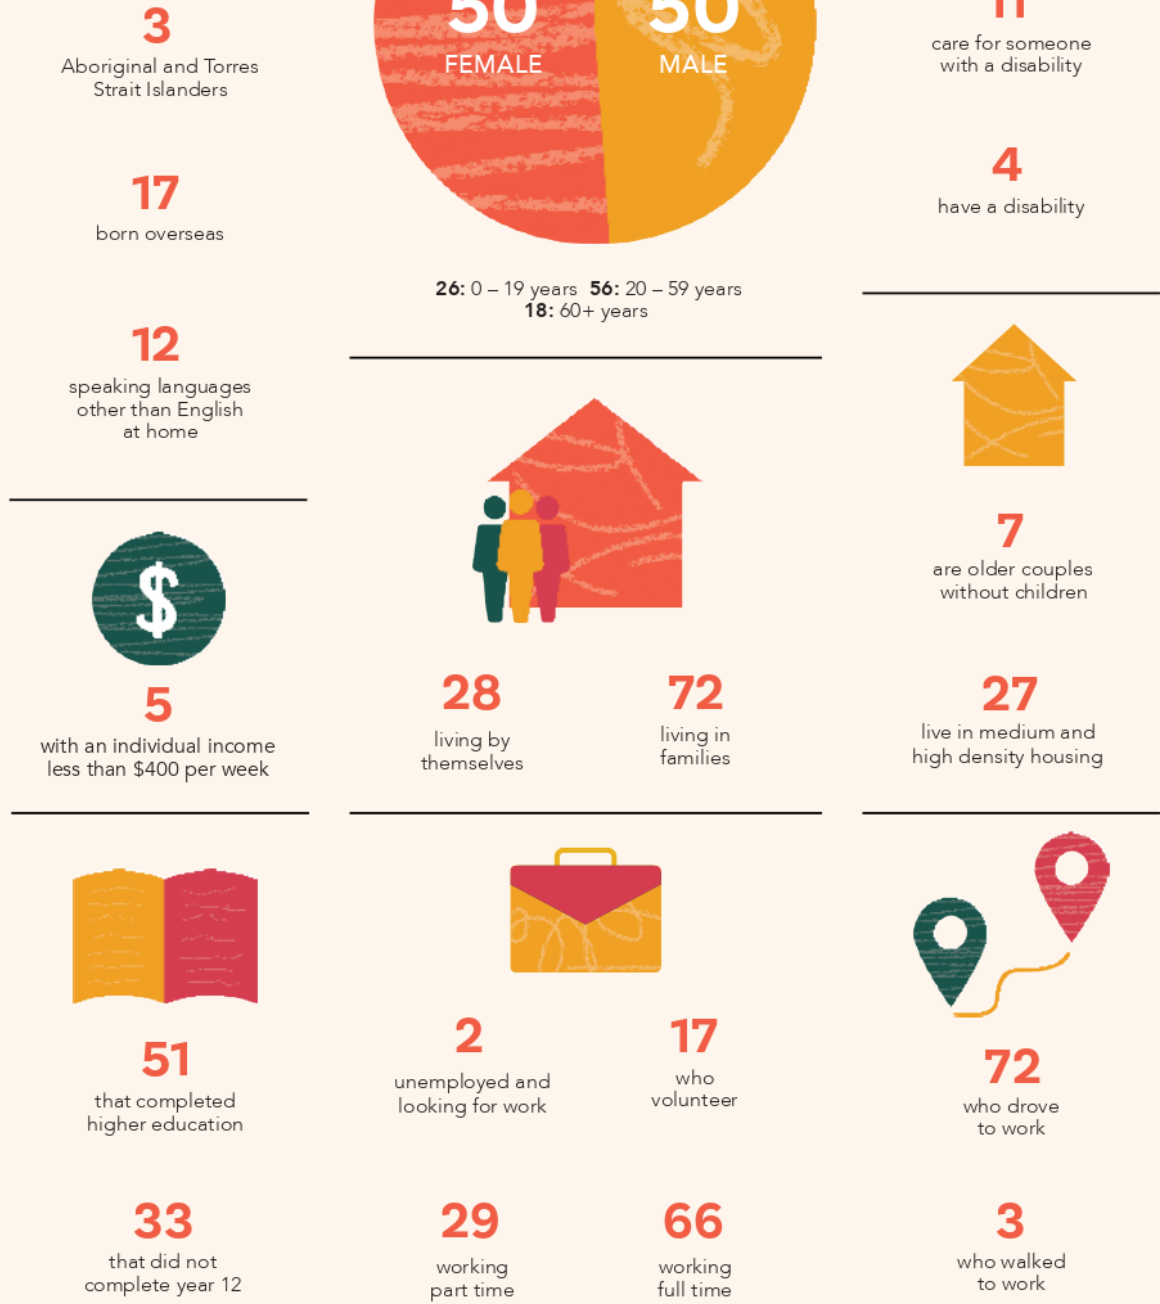 3
Aboriginal and Torres
Strait Islanders
17
born overseas
12
speaking languages
other than English
at home
$
5
with an individual income
less than $400 per week
51
that completed
higher education
33
that did not
complete year 12
50
FEMALE
50
MALE
26: 0 – 19 years 56: 20 – 59 years
18: 60+ years
28
living by
themselves
72
living in
families
2
unemployed and
looking for work
17
who
volunteer
29
working
part time
66
working
full time
11
care for someone
with a disability
4
have a disability
7
are older couples
without children
27
live in medium and
high density housing
72
who drove
to work
3
who walked
to work